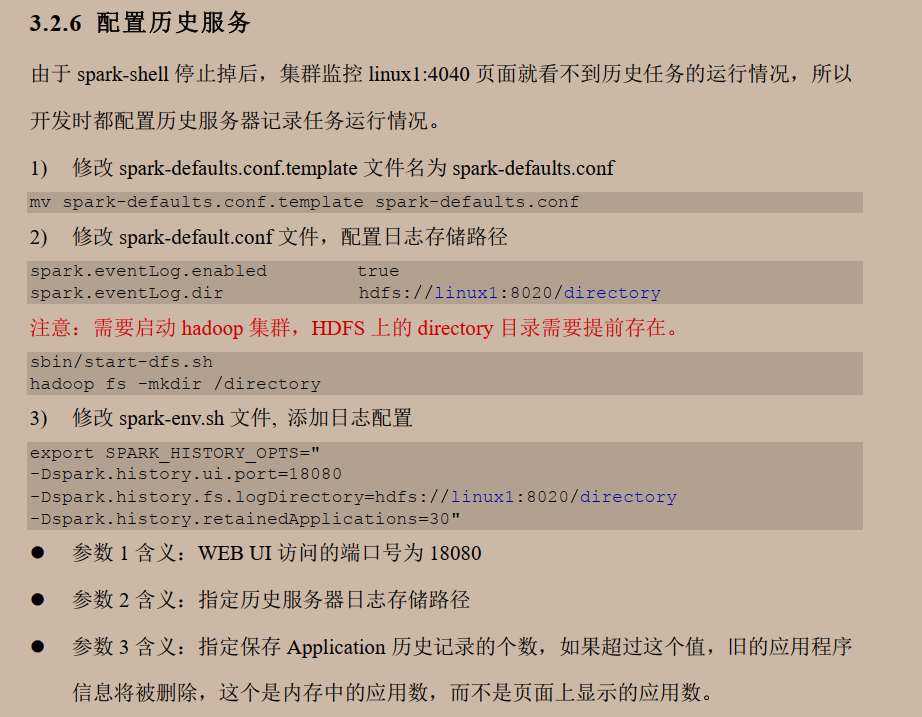 3.2.6 配置历史服务
由于 spark-shell 停止掉后，集群监控 linux1:4040 页面就看不到历史任务的运行情况，所以
开发时都配置历史服务器记录任务运行情况。
1) 修改 spark-defaults.conf.template 文件名为 spark-defaults.conf
mv spark-defaults.conf.template spark-defaults.conf
2) 修改 spark-default.conf 文件，配置日志存储路径
spark.eventLog.enabled true
spark.eventLog.dir hdfs://linux1:8020/directory
注意：需要启动 hadoop 集群，HDFS 上的 directory 目录需要提前存在。
sbin/start-dfs.sh
hadoop fs -mkdir /directory
3) 修改 spark-env.sh 文件, 添加日志配置
export SPARK_HISTORY_OPTS="
-Dspark.history.ui.port=18080
-Dspark.history.fs.logDirectory=hdfs://linux1:8020/directory
-Dspark.history.retainedApplications=30"
● 参数 1 含义：WEB UI 访问的端口号为 18080
● 参数 2 含义：指定历史服务器日志存储路径
● 参数 3 含义：指定保存 Application 历史记录的个数，如果超过这个值，旧的应用程序
信息将被删除，这个是内存中的应用数，而不是页面上显示的应用数。